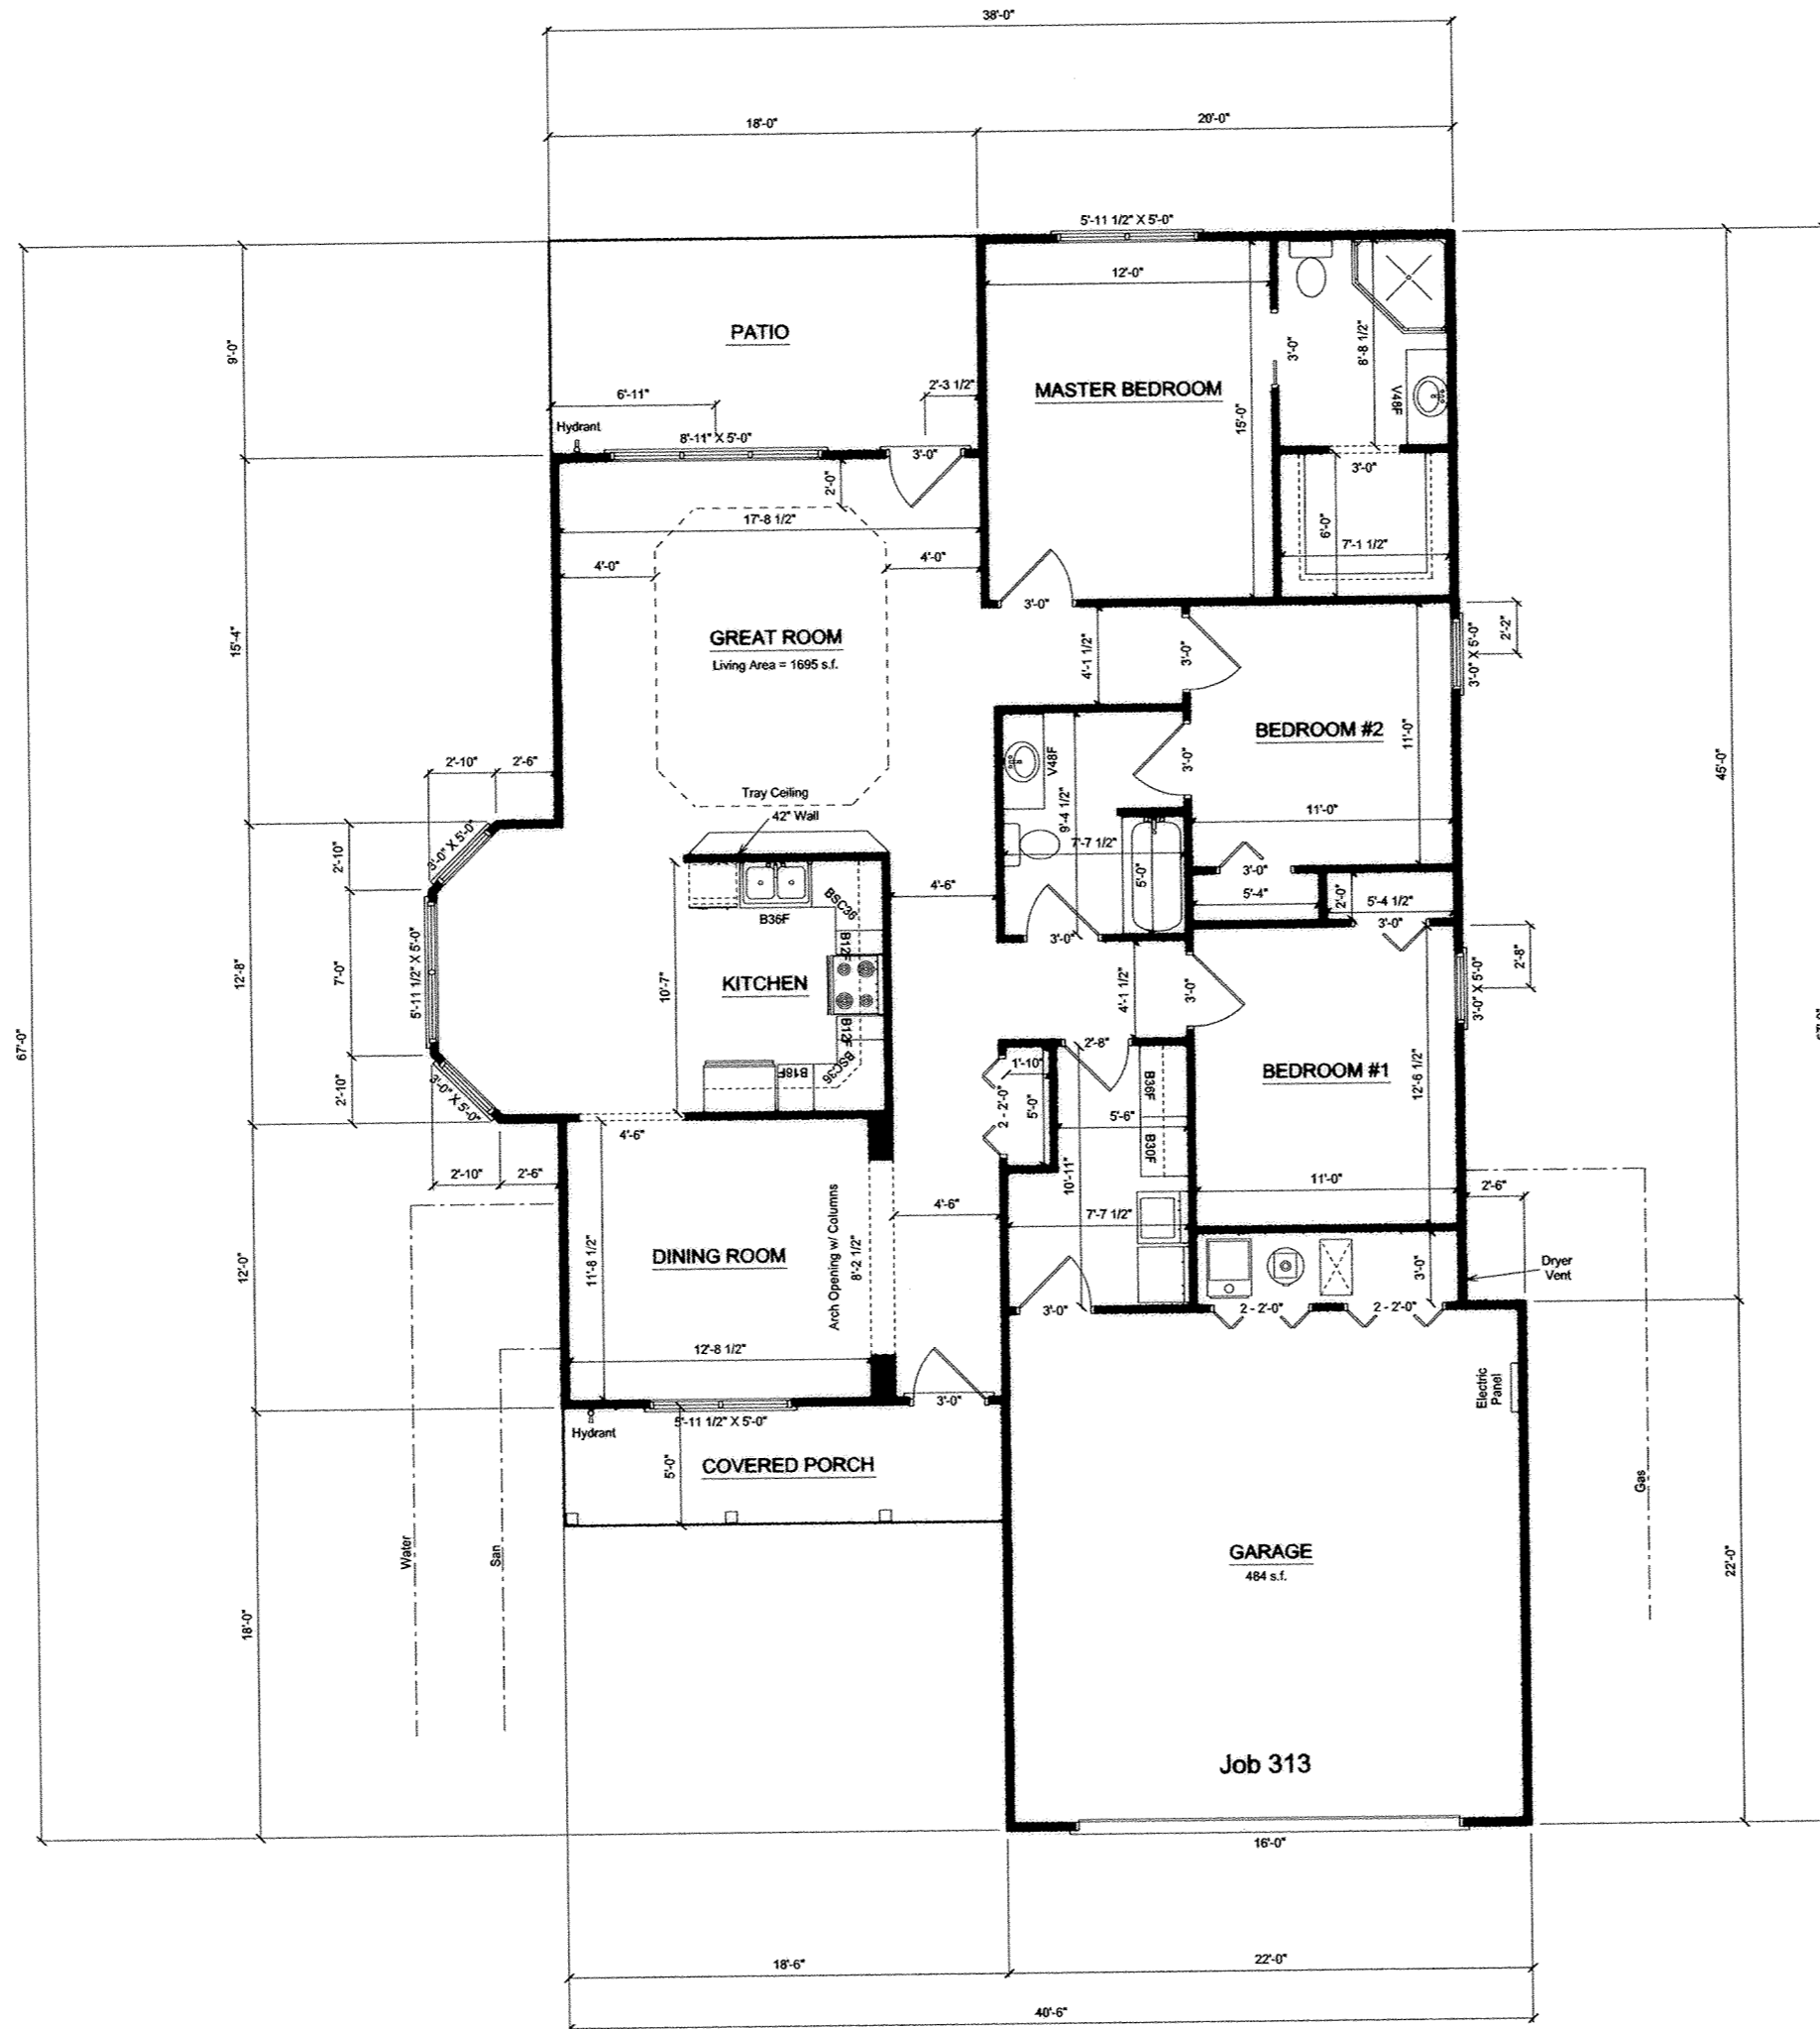 38'-0"
18'-0"
20'-0"
5'-11 1/2" X 5'-0"
12'-0"
PATIO
9'-0"
3'-0"
8'-8 1/2"
2'-3 1/2"
6'-11"
MASTER BEDROOM
V48F
15'-0"
Hydrant
8'-11" X 5'-0"
3'-0"
3'-0"
2'-0"
17'-8 1/2"
6'-0"
7'-1 1/2"
4'-0"
4'-0"
3'-0"
15'-4"
GREAT ROOM
Living Area = 1695 s.f.
4'-1 1/2"
3'-0"
3'-0" X 5'-0"
2'-2"
BEDROOM #2
11'-0"
45'-0"
V48F
3'-0"
2'-10"
2'-6"
Tray Ceiling
42" Wall
9'-4 1/2"
11'-0"
3'-0" X 5'-0"
2'-10"
7'-7 1/2"
5'-0"
3'-0"
4'-6"
5'-4"
2'-0"
5'-4 1/2"
B36F
BSC36
3'-0"
3'-0"
B12F
5'-11 1/2" X 5'-0"
7'-0"
12'-8"
10'-7"
KITCHEN
4'-1 1/2"
3'-0"
3'-0" X 5'-0"
2'-8"
67'-0"
67'-0"
B12F
BSC36
B18F
3'-0" X 5'-0"
2'-10"
2'-8"
1'-10"
2 - 2'-0"
5'-0"
B36F
BEDROOM #1
12'-6 1/2"
5'-6"
B30F
4'-6"
10'-11"
2'-10"
2'-6"
11'-0"
2'-6"
4'-6"
7'-7 1/2"
12'-0"
11'-8 1/2"
DINING ROOM
Arch Opening w/ Columns
8'-2 1/2"
3'-0"
Dryer
Vent
3'-0"
2 - 2'-0"
2 - 2'-0"
12'-8 1/2"
Electric
Panel
5'-11 1/2" X 5'-0"
3'-0"
Hydrant
5'-0"
COVERED PORCH
Gas
Water
San
GARAGE
484 s.f.
22'-0"
18'-0"
Job 313
16'-0"
18'-6"
22'-0"
40'-6"